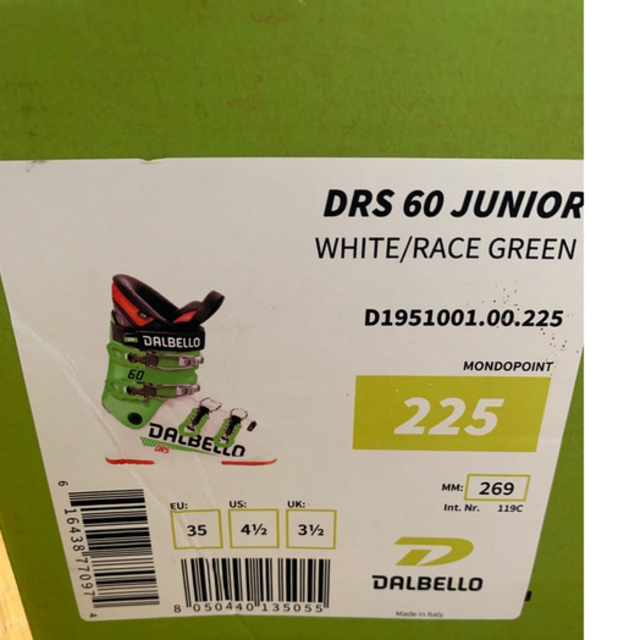 DRS 60 JUNIOR
WHITE/RACE GREEN
D1951001.00.225
MONDOPOINT
225
DALBELLO
60
DALBELLO
DRS
MM: 269
Int. Nr. 119C
EU: US: UK:
35 4½ 3½
DALBELLO
6 16438 77097 4
8 050440 135055
Made in Italy